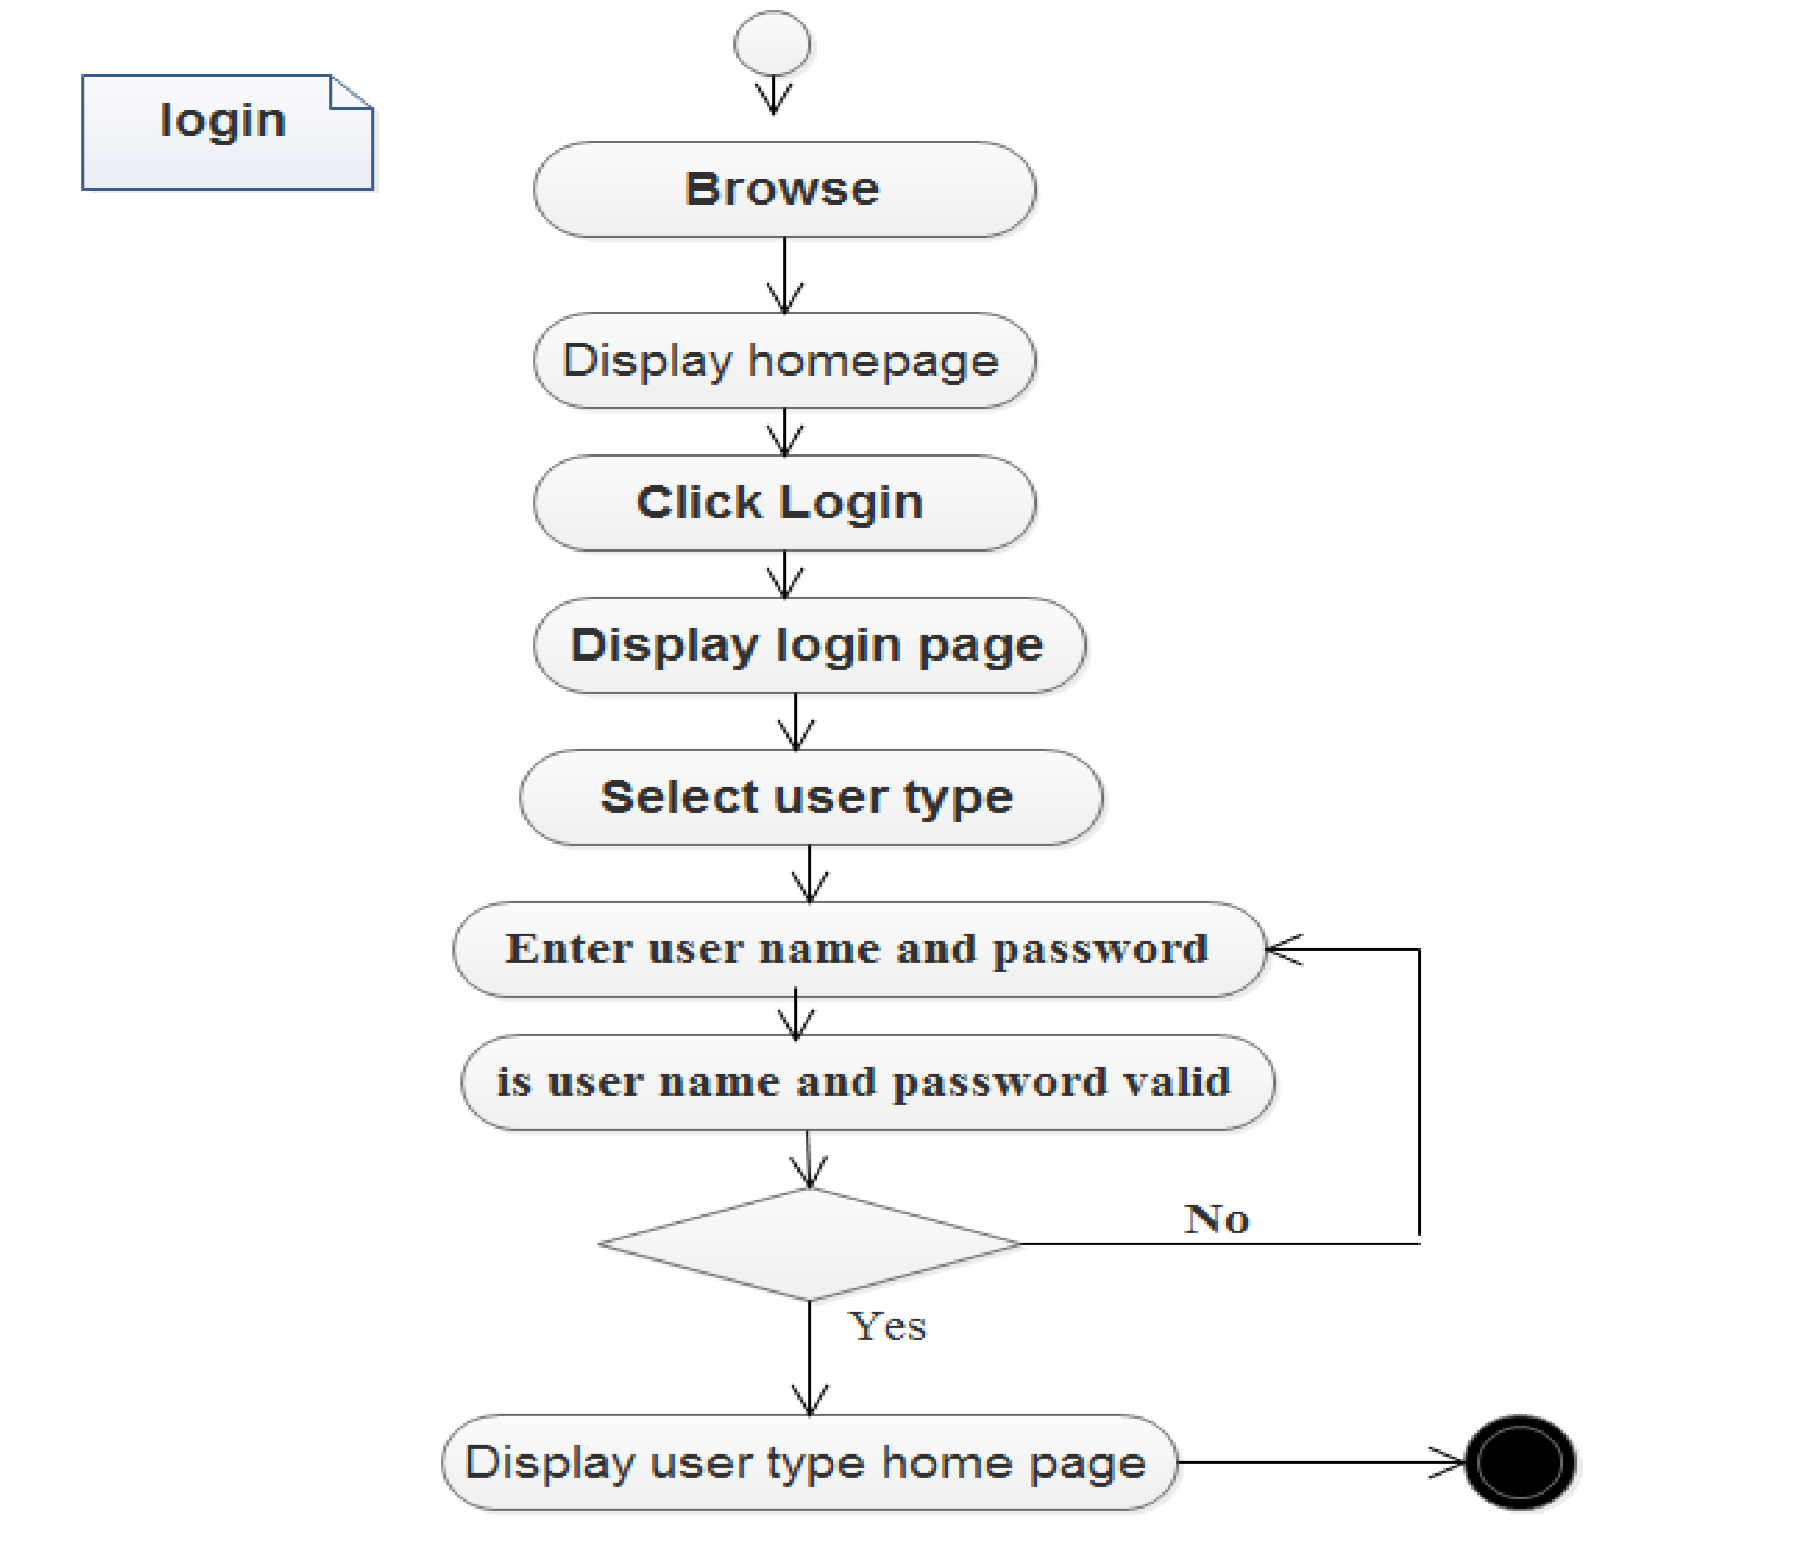 login
Browse
Display homepage
Click Login
Display login page
Select user type
Enter user name and password
is user name and password valid
No
Yes
Display user type home page